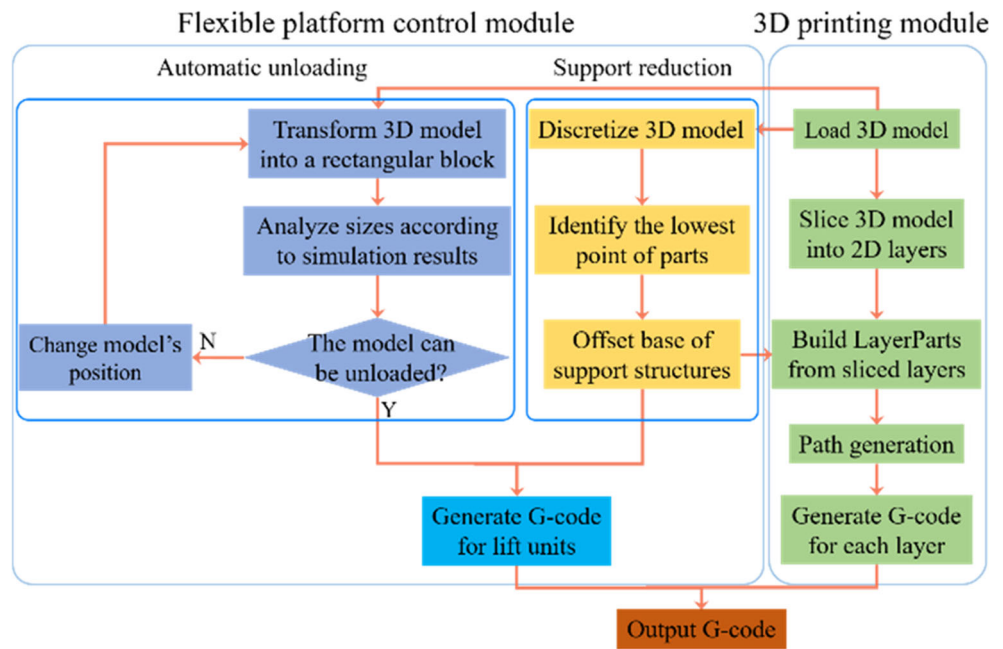 Flexible platform control module
3D printing module
Automatic unloading
Support reduction
Transform 3D model
into a rectangular block
Analyze sizes according
to simulation results
The model can
be unloaded?
N
Y
Change model's
position
Discretize 3D model
Identify the lowest
point of parts
Offset base of
support structures
Load 3D model
Slice 3D model
into 2D layers
Build LayerParts
from sliced layers
Path generation
Generate G-code
for each layer
Generate G-code
for lift units
Output G-code